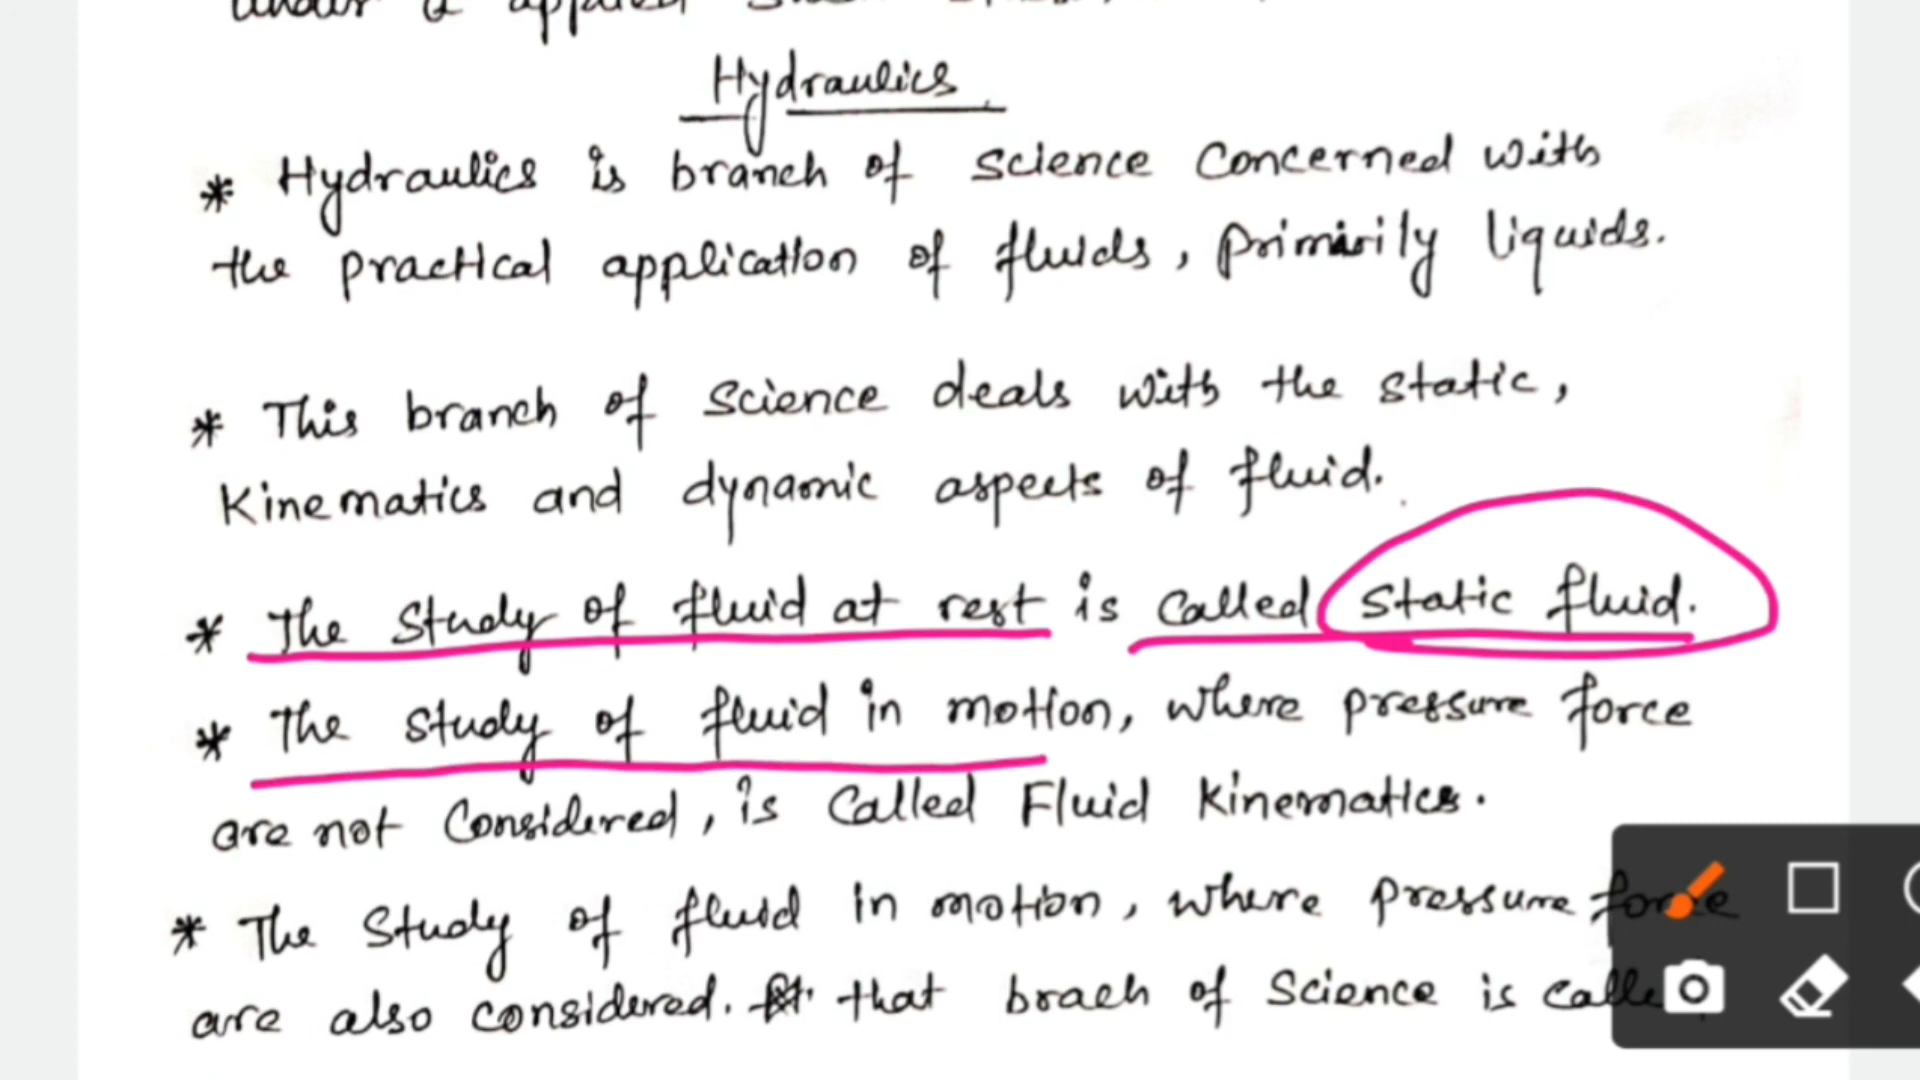 under a applied
Hydraulics
* Hydraulics is branch of science concerned with
the practical application of fluids, primirily liquids.
* This branch of science deals with the static,
Kinematics and dynamic aspects of fluid.
* The study of fluid at rest is called static fluid.
* The study of fluid in motion, where pressure force
are not considered, is called Fluid Kinematics.
* The study of fluid in motion, where pressure force
are also considered. that brach of science is called